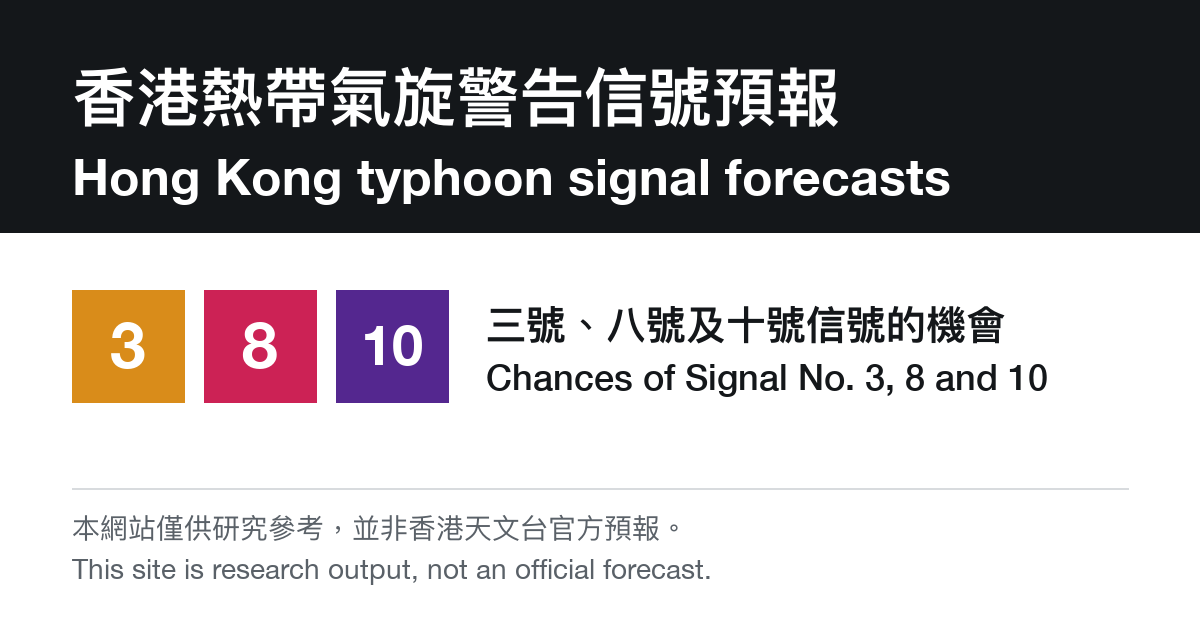 香港熱帶氣旋警告信號預報
Hong Kong typhoon signal forecasts
3 8 10
三號、八號及十號信號的機會
Chances of Signal No. 3, 8 and 10
本網站僅供研究參考，並非香港天文台官方預報。
This site is research output, not an official forecast.